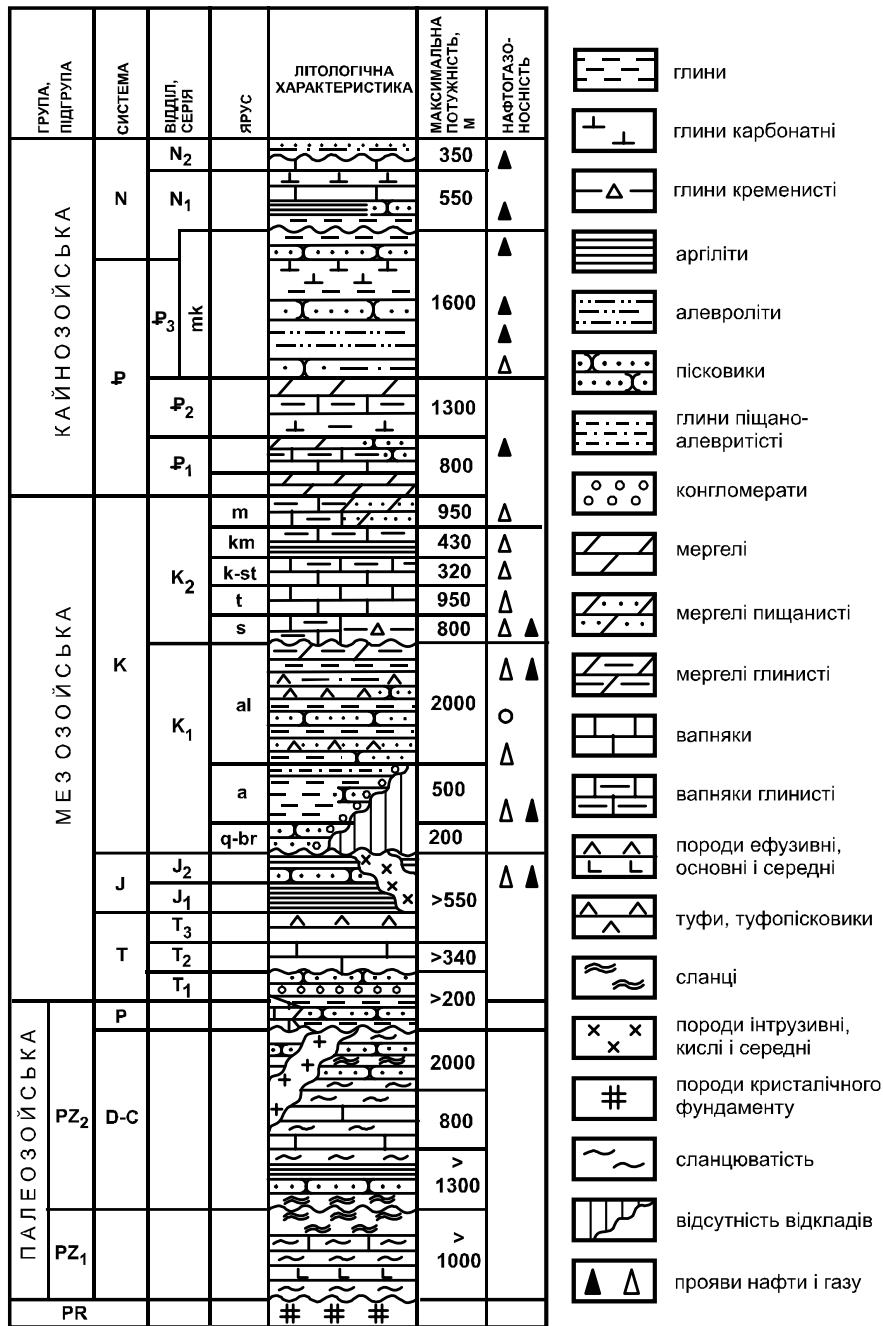 ГРУПА,
ПІДГРУПА
СИСТЕМА
ВІДДІЛ,
СЕРІЯ
ЯРУС
ЛІТОЛОГІЧНА
ХАРАКТЕРИСТИКА
МАКСИМАЛЬНА
ПОТУЖНІСТЬ,
М
НАФТОГАЗО-
НОСНІСТЬ
КАЙНОЗОЙСЬКА
N
N2
350
N1
550
₽
₽3
mk
1600
₽2
1300
₽1
800
МЕЗОЗОЙСЬКА
K
K2
m
950
km
430
k-st
320
t
950
s
800
K1
al
2000
a
500
q-br
200
J
J2
J1
>550
T
T3
T2
>340
T1
>200
ПАЛЕОЗОЙСЬКА
P
PZ2
D-C
2000
800
>
1300
PZ1
>
1000
PR
глини
глини карбонатні
глини кременисті
аргіліти
алевроліти
пісковики
глини піщано-
алевритісті
конгломерати
мергелі
мергелі пищанисті
мергелі глинисті
вапняки
вапняки глинисті
породи ефузивні,
основні і середні
туфи, туфопісковики
сланці
породи інтрузивні,
кислі і середні
породи кристалічного
фундаменту
сланцюватість
відсутність відкладів
прояви нафти і газу